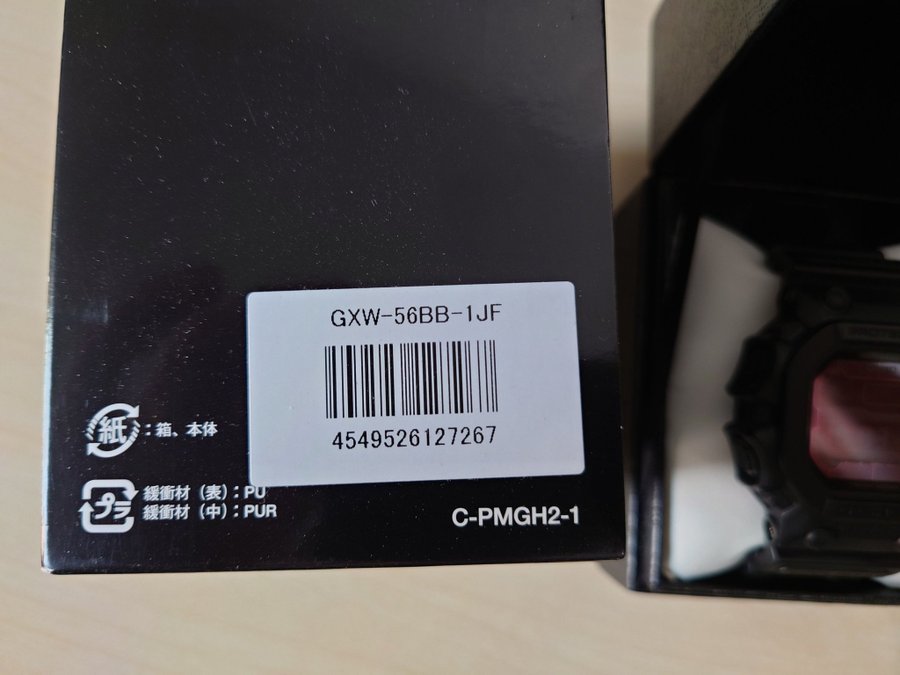 GXW-56BB-1JF
4549526127267
紙:箱、本体
プラ 緩衝材(表):PU
緩衝材(中):PUR
C-PMGH2-1